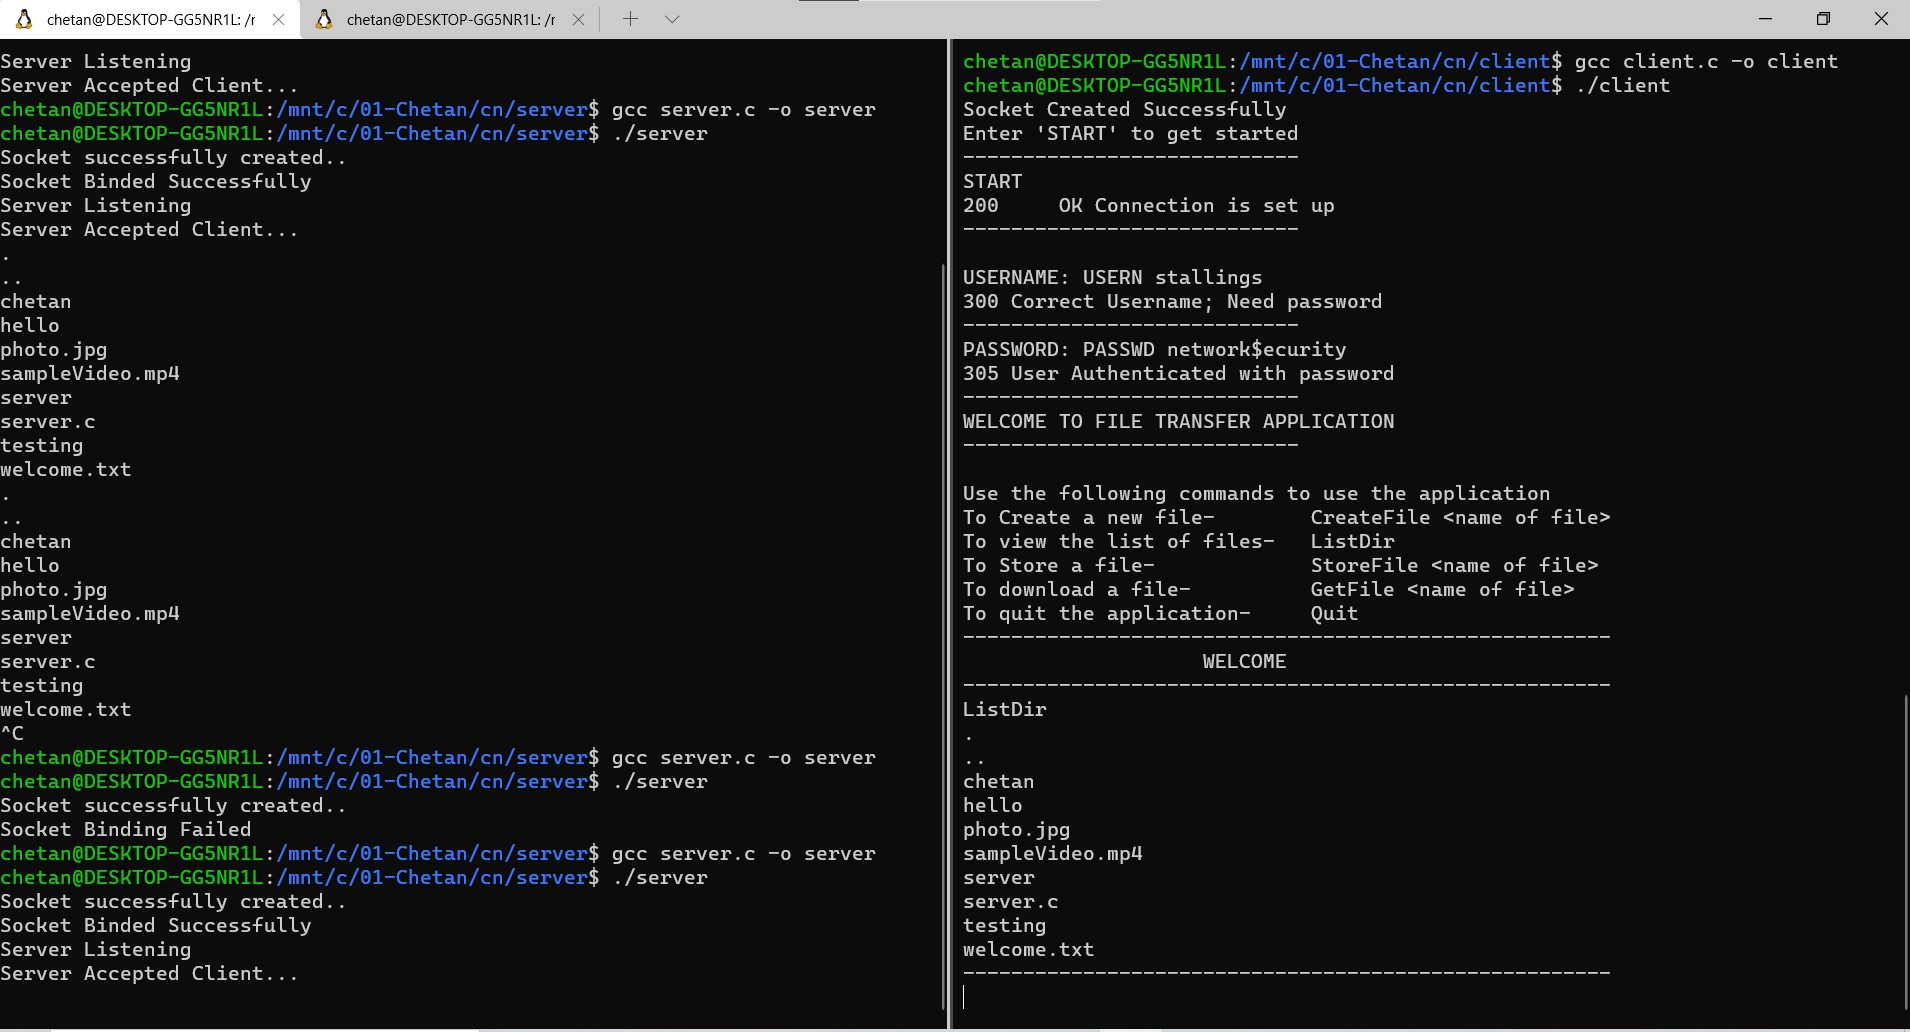 chetan@DESKTOP-GG5NR1L: /r
chetan@DESKTOP-GG5NR1L: /r
Server Listening
Server Accepted Client...
chetan@DESKTOP-GG5NR1L:/mnt/c/01-Chetan/cn/server$ gcc server.c -o server
chetan@DESKTOP-GG5NR1L:/mnt/c/01-Chetan/cn/server$ ./server
Socket successfully created..
Socket Binded Successfully
Server Listening
Server Accepted Client...
.
..
chetan
hello
photo.jpg
sampleVideo.mp4
server
server.c
testing
welcome.txt
.
..
chetan
hello
photo.jpg
sampleVideo.mp4
server
server.c
testing
welcome.txt
^C
chetan@DESKTOP-GG5NR1L:/mnt/c/01-Chetan/cn/server$ gcc server.c -o server
chetan@DESKTOP-GG5NR1L:/mnt/c/01-Chetan/cn/server$ ./server
Socket successfully created..
Socket Binding Failed
chetan@DESKTOP-GG5NR1L:/mnt/c/01-Chetan/cn/server$ gcc server.c -o server
chetan@DESKTOP-GG5NR1L:/mnt/c/01-Chetan/cn/server$ ./server
Socket successfully created..
Socket Binded Successfully
Server Listening
Server Accepted Client...
chetan@DESKTOP-GG5NR1L:/mnt/c/01-Chetan/cn/client$ gcc client.c -o client
chetan@DESKTOP-GG5NR1L:/mnt/c/01-Chetan/cn/client$ ./client
Socket Created Successfully
Enter 'START' to get started
----------------------------
START
200     OK Connection is set up
----------------------------
USERNAME: USERN stallings
300 Correct Username; Need password
----------------------------
PASSWORD: PASSWD network$ecurity
305 User Authenticated with password
----------------------------
WELCOME TO FILE TRANSFER APPLICATION
----------------------------
Use the following commands to use the application
To Create a new file-        CreateFile <name of file>
To view the list of files-   ListDir
To Store a file-             StoreFile <name of file>
To download a file-          GetFile <name of file>
To quit the application-     Quit
------------------------------------------------------
WELCOME
------------------------------------------------------
ListDir
.
..
chetan
hello
photo.jpg
sampleVideo.mp4
server
server.c
testing
welcome.txt
------------------------------------------------------